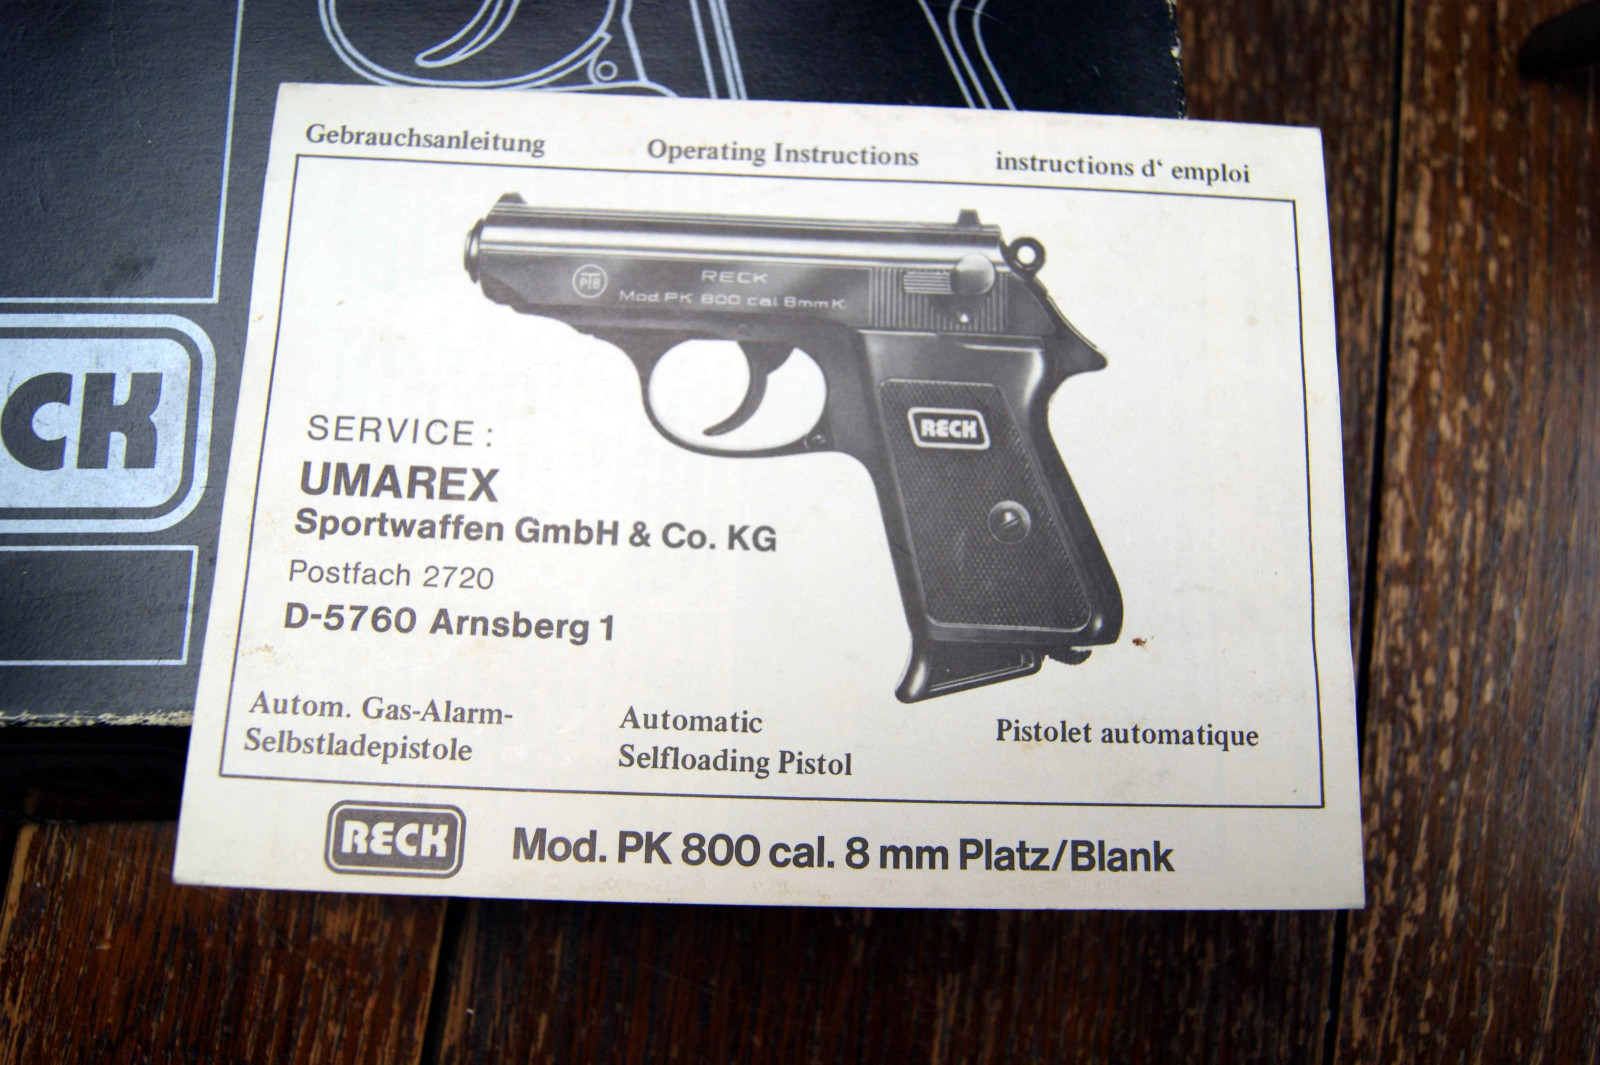 Gebrauchsanleitung
Operating Instructions
instructions d‘ emploi
PTB
RECK
Mod. PK 800 cal. 8mm K
RECK
SERVICE :
UMAREX
Sportwaffen GmbH & Co. KG
Postfach 2720
D-5760 Arnsberg 1
Autom. Gas-Alarm-
Selbstladepistole
Automatic
Selfloading Pistol
Pistolet automatique
RECK
Mod. PK 800 cal. 8 mm Platz/Blank
CK